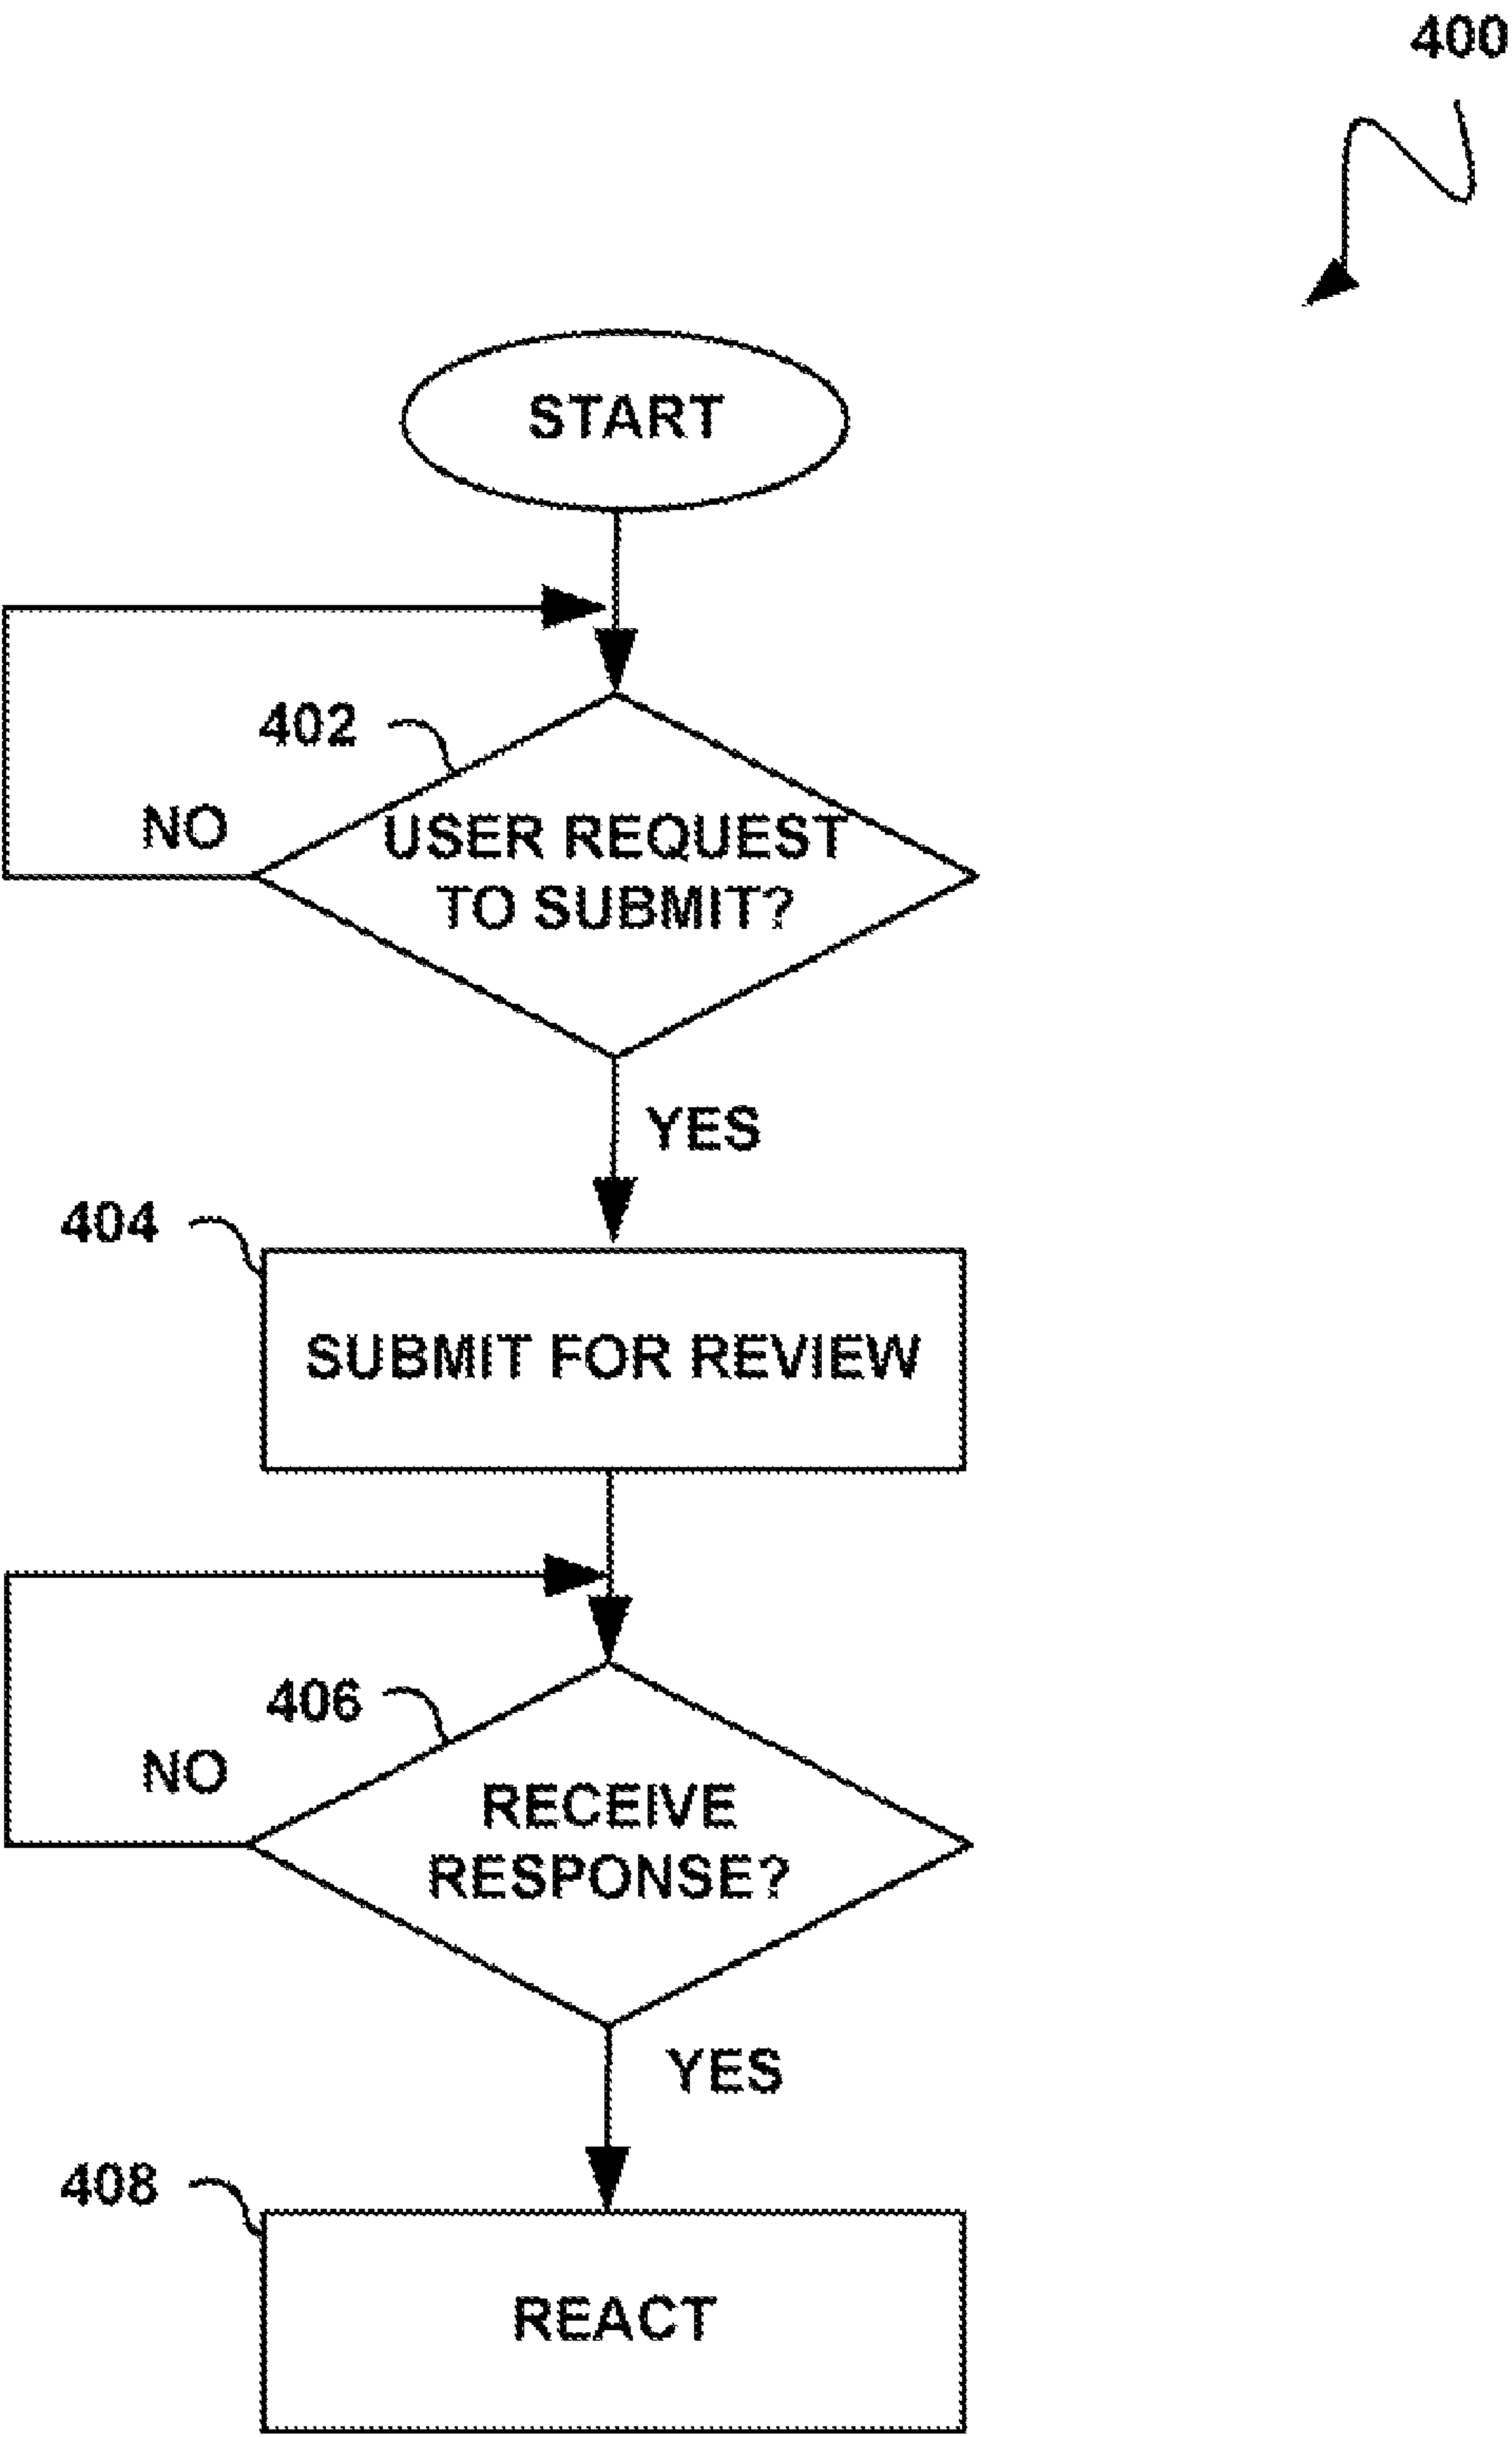 400
START
402
NO
USER REQUEST
TO SUBMIT?
YES
404
SUBMIT FOR REVIEW
406
NO
RECEIVE
RESPONSE?
YES
408
REACT